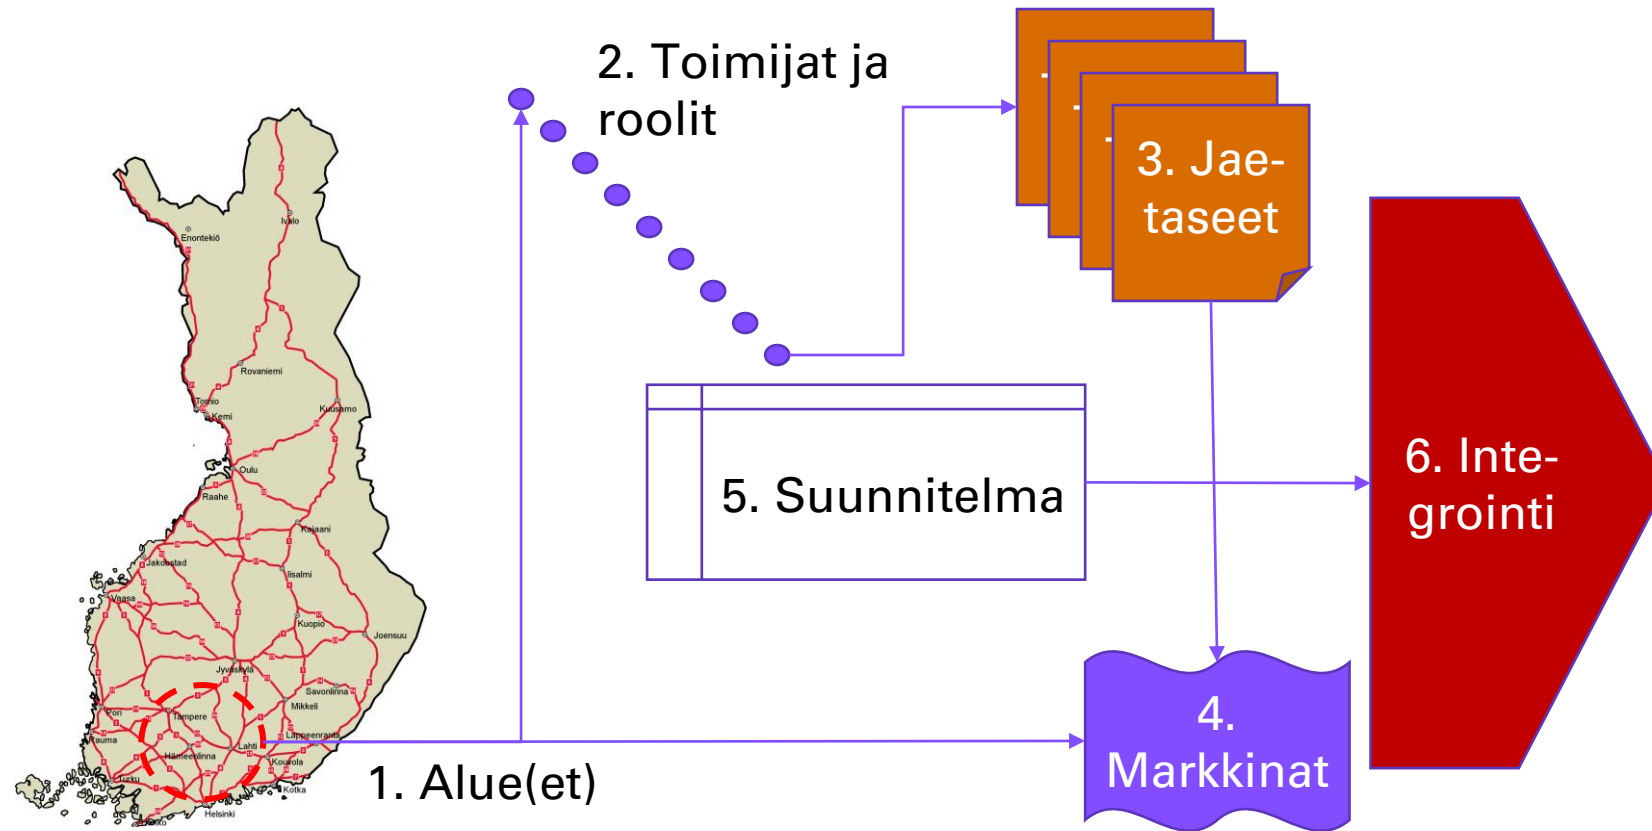 2. Toimijat ja
roolit
3. Jae-
taseet
6. Inte-
grointi
5. Suunnitelma
4.
Markkinat
1. Alue(et)
Ivalo
Enontekiö
Rovaniemi
Tornio
Kemi
Kuusamo
Oulu
Raahe
Kajaani
Jakobstad
Iisalmi
Vaasa
Kuopio
Joensuu
Jyväskylä
Savonlinna
Pori
Tampere
Mikkeli
Rauma
Hämeenlinna
Lahti
Lappeenranta
Kouvola
Turku
Kotka
Helsinki
Hanko